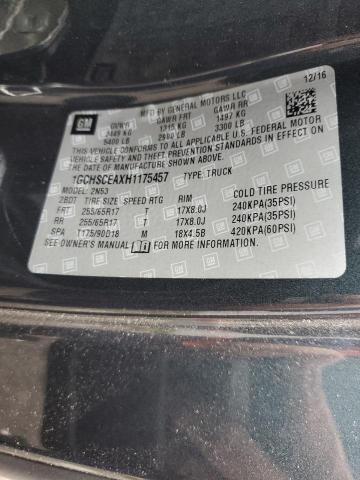 12/16
MFD BY GENERAL MOTORS LLC
GM GVWR GAWR FRT GAWR RR
2449 KG 1315 KG 1497 KG
5400 LB 2900 LB 3300 LB
THIS VEHICLE CONFORMS TO ALL APPLICABLE U.S. FEDERAL MOTOR
VEHICLE SAFETY, BUMPER, AND THEFT PREVENTION STANDARDS IN
EFFECT ON THE DATE OF MANUFACTURE SHOWN ABOVE.
1GCHSCEAXH1175457 TYPE: TRUCK
MODEL: 2N53
2BDT TIRE SIZE SPEED RTG RIM COLD TIRE PRESSURE
FRT 255/65R17 T 17X8.0J 240KPA(35PSI)
RR 255/65R17 T 17X8.0J 240KPA(35PSI)
SPA T175/90D18 M 18X4.5B 420KPA(60PSI)
SEE OWNER'S MANUAL FOR ADDITIONAL INFORMATION.